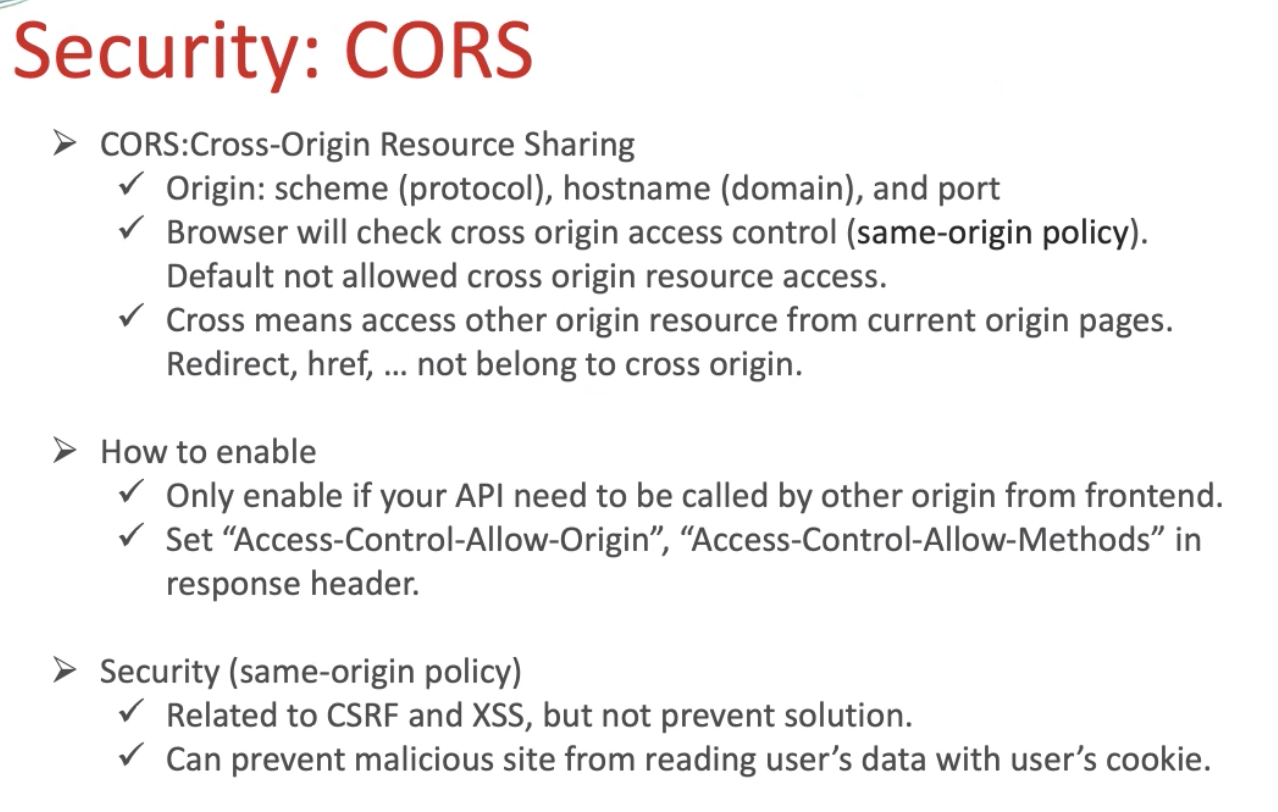 Security: CORS
➢ CORS:Cross-Origin Resource Sharing
✓ Origin: scheme (protocol), hostname (domain), and port
✓ Browser will check cross origin access control (same-origin policy).
Default not allowed cross origin resource access.
✓ Cross means access other origin resource from current origin pages.
Redirect, href, ... not belong to cross origin.
➢ How to enable
✓ Only enable if your API need to be called by other origin from frontend.
✓ Set “Access-Control-Allow-Origin”, “Access-Control-Allow-Methods” in
response header.
➢ Security (same-origin policy)
✓ Related to CSRF and XSS, but not prevent solution.
✓ Can prevent malicious site from reading user’s data with user’s cookie.